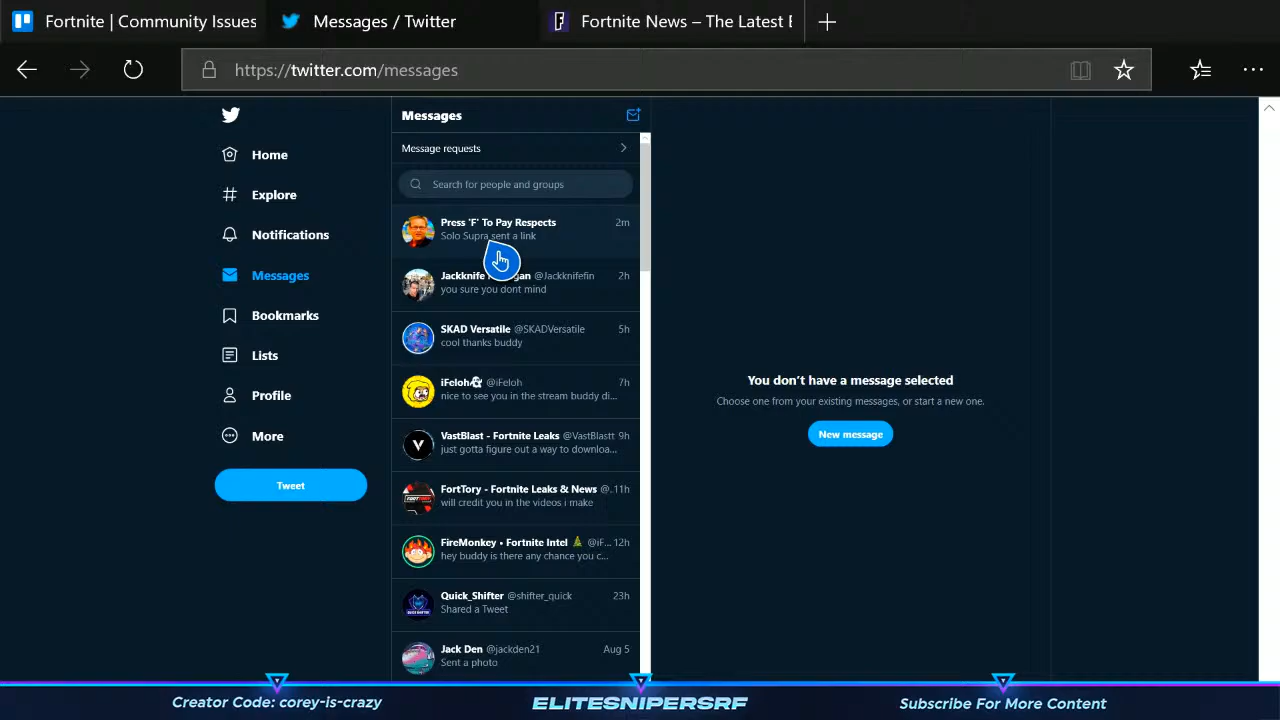 Fortnite | Community Issues
Messages / Twitter
Fortnite News – The Latest
https://twitter.com/messages
Messages
Message requests
Search for people and groups
Home
Explore
Notifications
Messages
Bookmarks
Lists
Profile
More
Tweet
Press 'F' To Pay Respects 2m
Solo Supra sent a link
Jackknife @Jackknifefin 2h
you sure you dont mind
SKAD Versatile @SKADVersatile 5h
cool thanks buddy
iFeloh👻 @iFeloh 7h
nice to see you in the stream buddy di...
VastBlast - Fortnite Leaks @VastBlastt 9h
just gotta figure out a way to downloa...
FortTory - Fortnite Leaks & News @... 11h
will credit you in the videos i make
FireMonkey • Fortnite Intel 🎄 @iF... 12h
hey buddy is there any chance you c...
Quick_Shifter @shifter_quick 23h
Shared a Tweet
Jack Den @jackden21 Aug 5
Sent a photo
You don't have a message selected
Choose one from your existing messages, or start a new one.
New message
Creator Code: corey-is-crazy
ELITESNIPERSRF
Subscribe For More Content